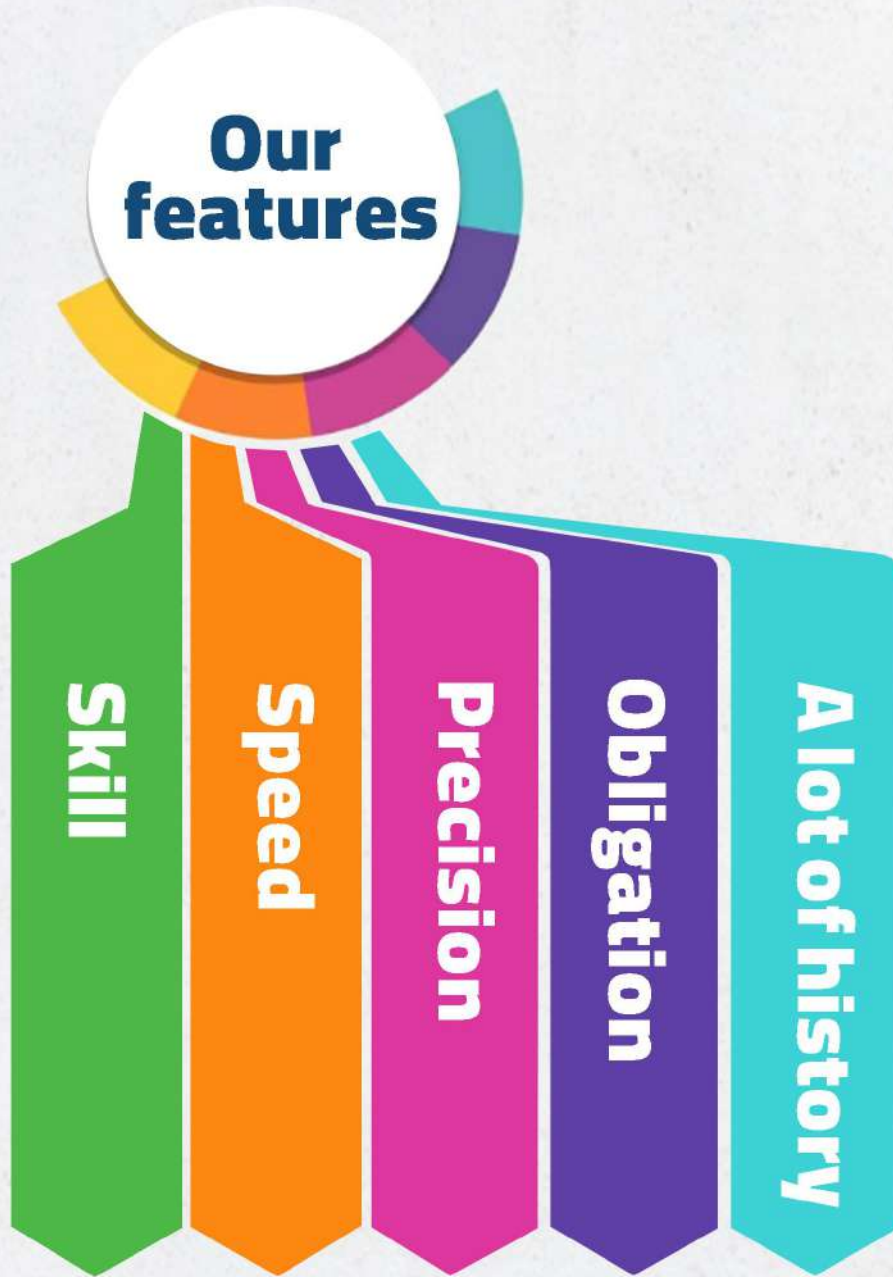 Our
features
Skill
Speed
Precision
Obligation
A lot of history